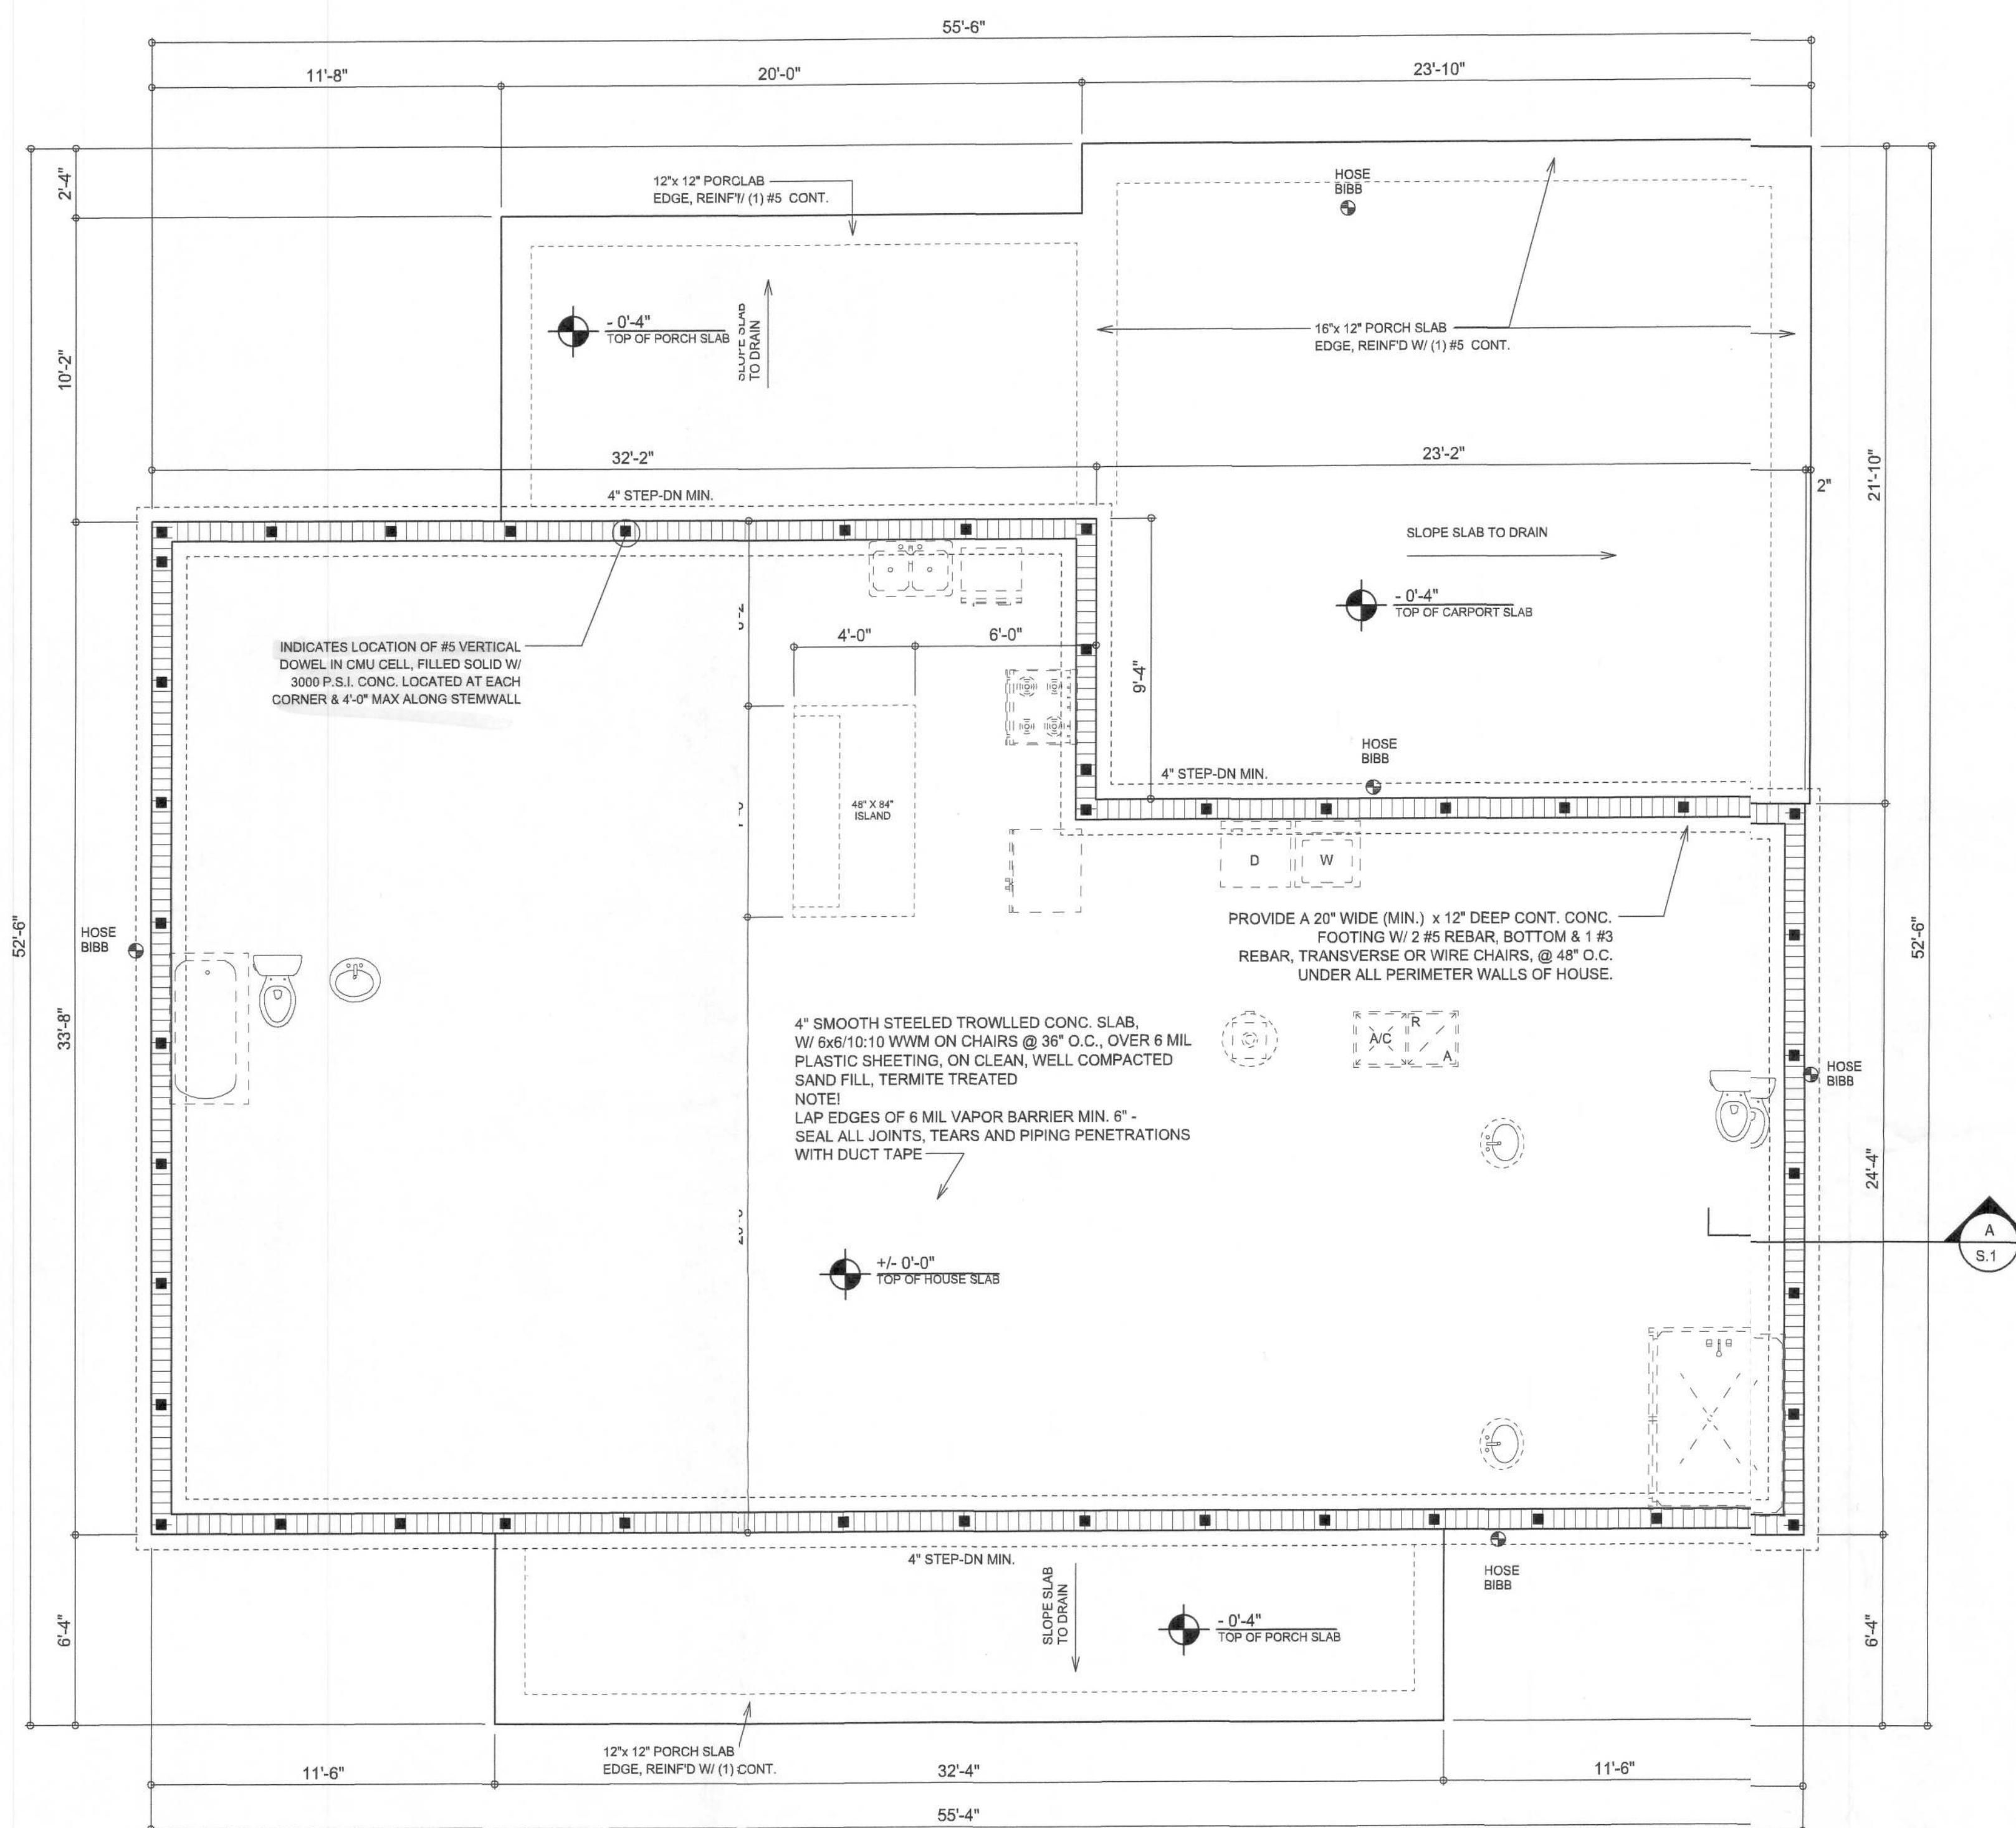 55'-6"
11'-8"
20'-0"
23'-10"
2'-4"
12"x 12" PORCLAB
EDGE, REINF'/ (1) #5 CONT.
HOSE
BIBB
- 0'-4"
TOP OF PORCH SLAB
SLOPE SLAB
TO DRAIN
16"x 12" PORCH SLAB
EDGE, REINF'D W/ (1) #5 CONT.
10'-2"
32'-2"
23'-2"
2"
21'-10"
4" STEP-DN MIN.
SLOPE SLAB TO DRAIN
- 0'-4"
TOP OF CARPORT SLAB
INDICATES LOCATION OF #5 VERTICAL
DOWEL IN CMU CELL, FILLED SOLID W/
3000 P.S.I. CONC. LOCATED AT EACH
CORNER & 4'-0" MAX ALONG STEMWALL
4'-0"
6'-0"
9'-4"
HOSE
BIBB
4" STEP-DN MIN.
48" X 84"
ISLAND
D
W
52'-6"
HOSE
BIBB
PROVIDE A 20" WIDE (MIN.) x 12" DEEP CONT. CONC.
FOOTING W/ 2 #5 REBAR, BOTTOM & 1 #3
REBAR, TRANSVERSE OR WIRE CHAIRS, @ 48" O.C.
UNDER ALL PERIMETER WALLS OF HOUSE.
52'-6"
33'-8"
4" SMOOTH STEELED TROWLLED CONC. SLAB,
W/ 6x6/10:10 WWM ON CHAIRS @ 36" O.C., OVER 6 MIL
PLASTIC SHEETING, ON CLEAN, WELL COMPACTED
SAND FILL, TERMITE TREATED
NOTE!
LAP EDGES OF 6 MIL VAPOR BARRIER MIN. 6" -
SEAL ALL JOINTS, TEARS AND PIPING PENETRATIONS
WITH DUCT TAPE
A/C
R
A
HOSE
BIBB
24'-4"
A
S.1
+/- 0'-0"
TOP OF HOUSE SLAB
4" STEP-DN MIN.
HOSE
BIBB
6'-4"
SLOPE SLAB
TO DRAIN
- 0'-4"
TOP OF PORCH SLAB
6'-4"
12"x 12" PORCH SLAB
EDGE, REINF'D W/ (1) CONT.
11'-6"
32'-4"
11'-6"
55'-4"